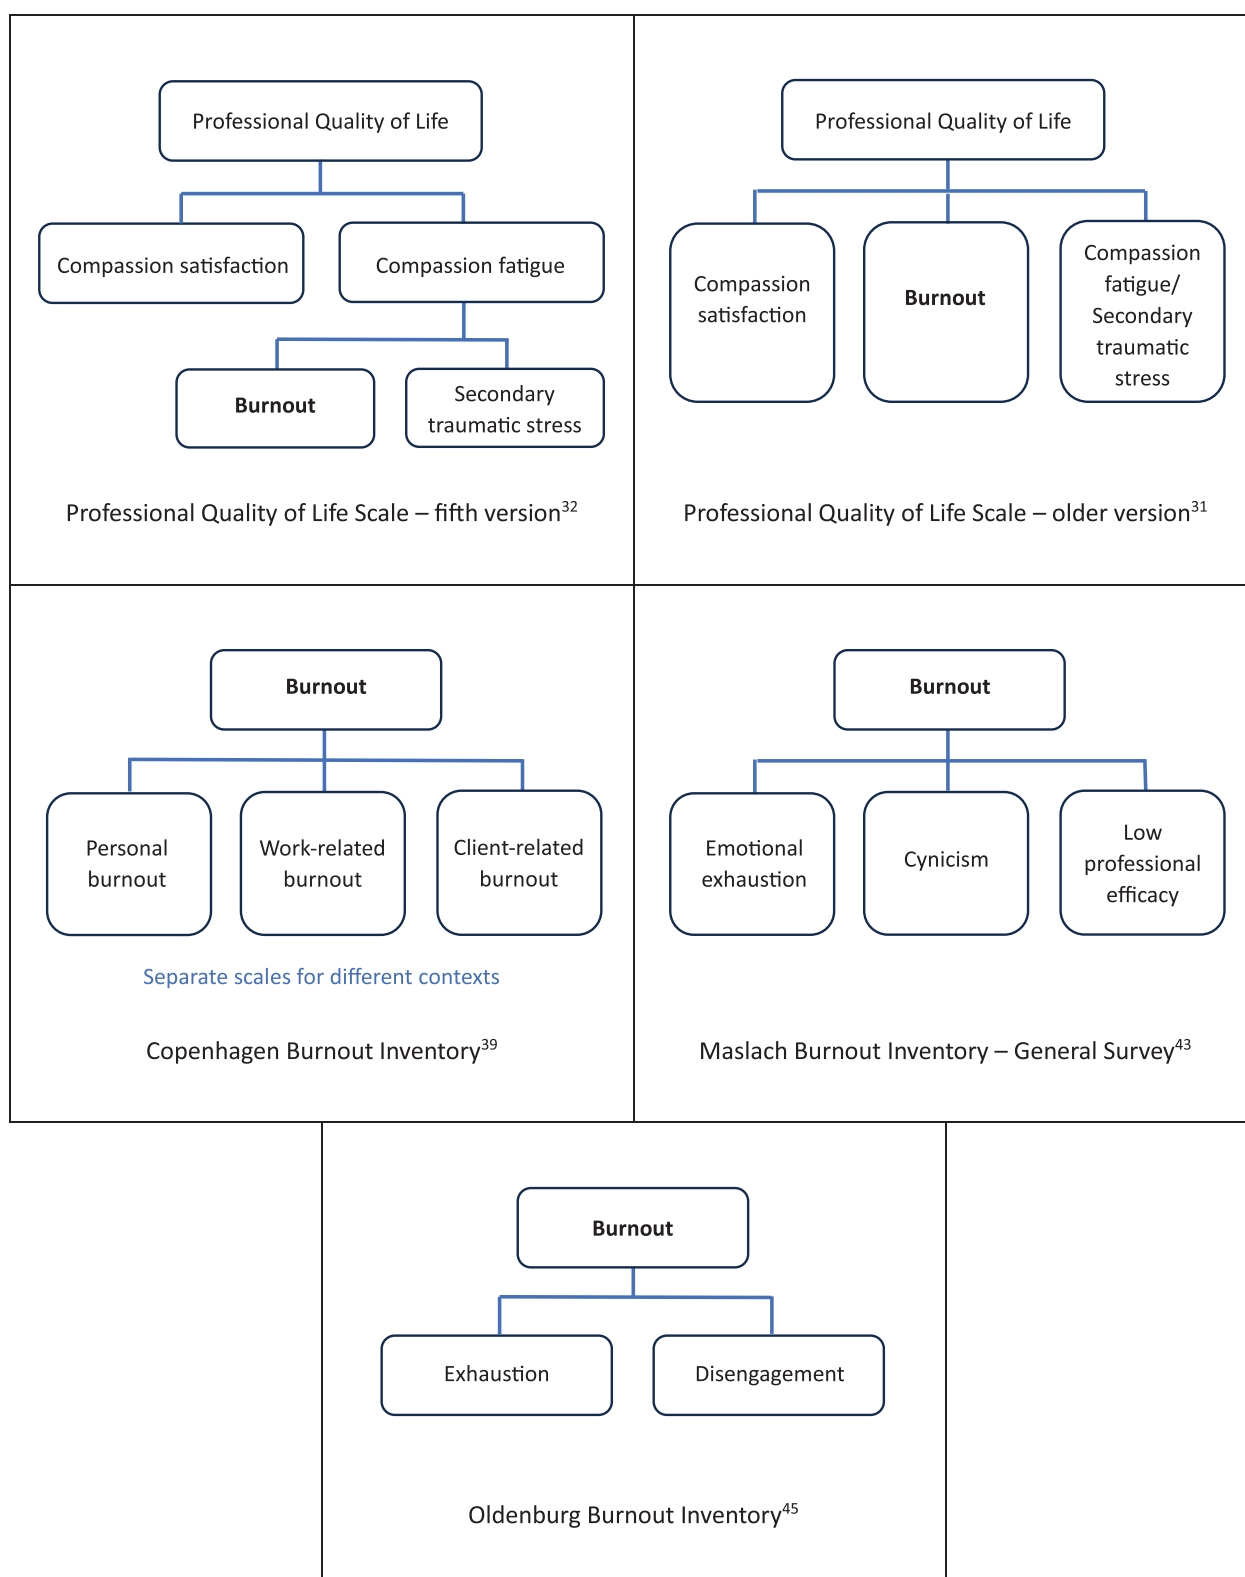 Professional Quality of Life
Compassion satisfaction
Compassion fatigue
Burnout
Secondary
traumatic stress
Professional Quality of Life Scale – fifth version32
Professional Quality of Life
Compassion
satisfaction
Burnout
Compassion
fatigue/
Secondary
traumatic
stress
Professional Quality of Life Scale – older version31
Burnout
Personal
burnout
Work-related
burnout
Client-related
burnout
Separate scales for different contexts
Copenhagen Burnout Inventory39
Burnout
Emotional
exhaustion
Cynicism
Low
professional
efficacy
Maslach Burnout Inventory – General Survey43
Burnout
Exhaustion
Disengagement
Oldenburg Burnout Inventory45